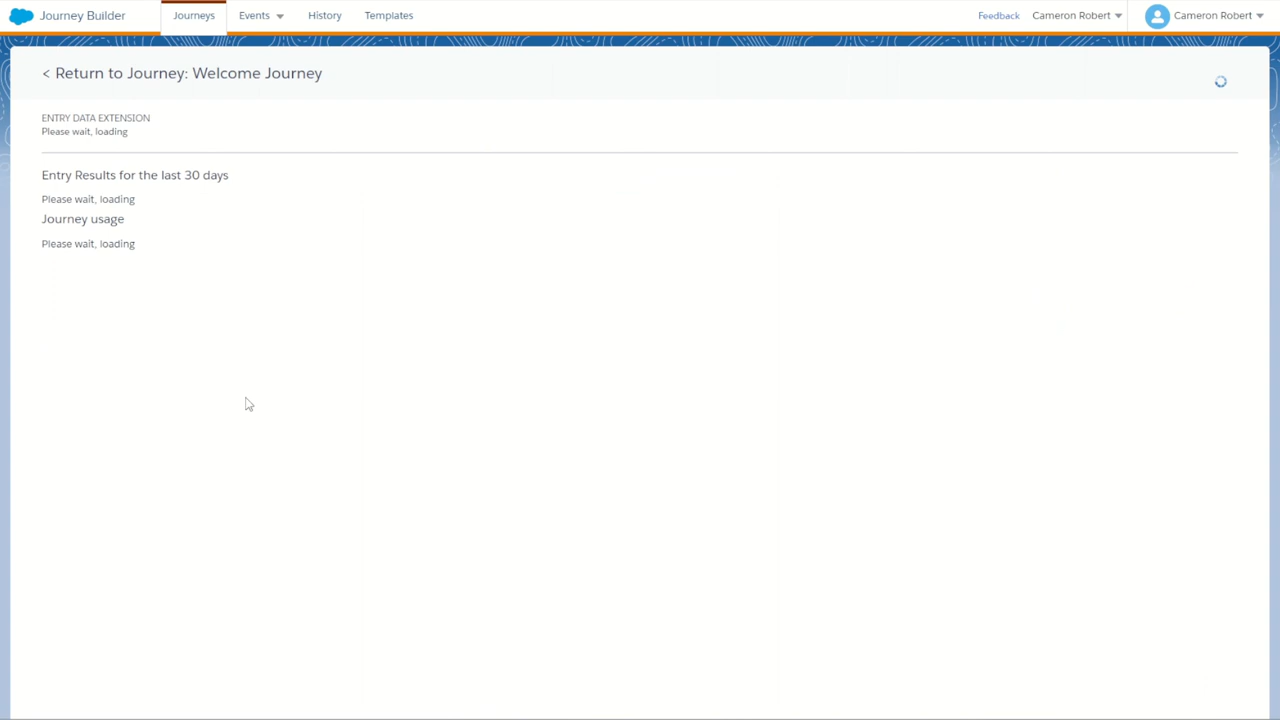 Journey Builder
Journeys
Events
History
Templates
Feedback
Cameron Robert
Cameron Robert
< Return to Journey: Welcome Journey
ENTRY DATA EXTENSION
Please wait, loading
Entry Results for the last 30 days
Please wait, loading
Journey usage
Please wait, loading